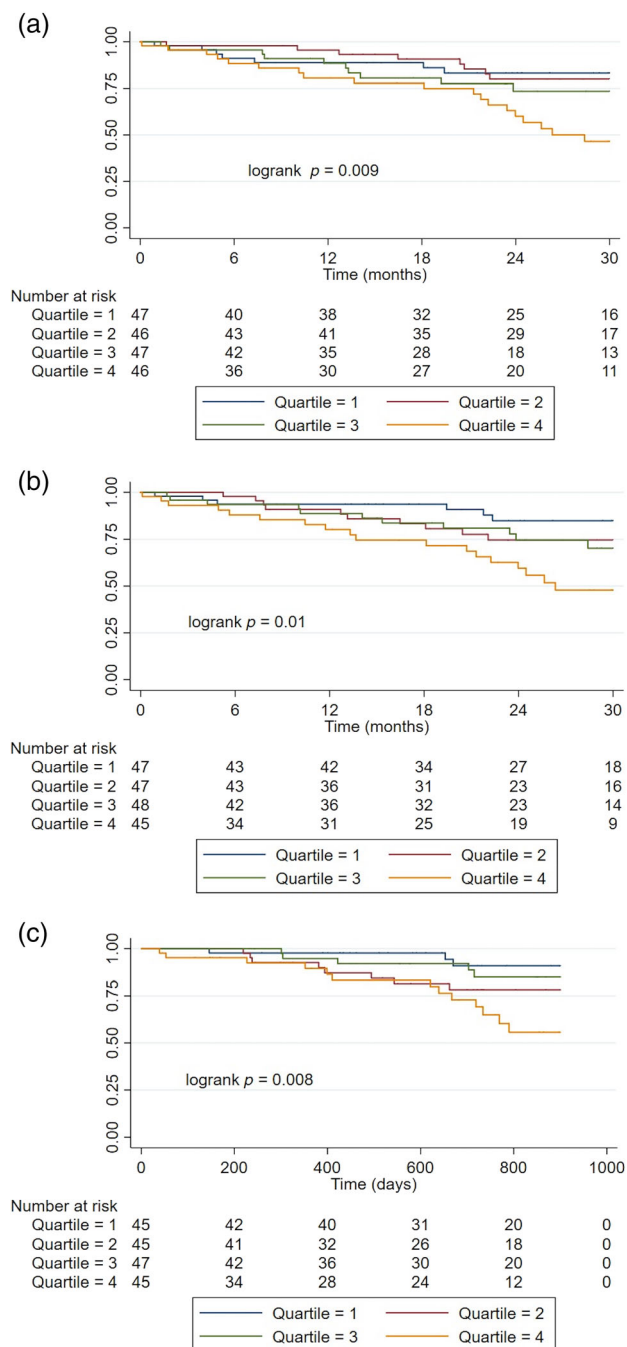 (a)
1.00
0.75
0.50
0.25
0.00
logrank p = 0.009
0 6 12 18 24 30
Time (months)
Number at risk
Quartile = 1 47 40 38 32 25 16
Quartile = 2 46 43 41 35 29 17
Quartile = 3 47 42 35 28 18 13
Quartile = 4 46 36 30 27 20 11
Quartile = 1 Quartile = 2
Quartile = 3 Quartile = 4
(b)
1.00
0.75
0.50
0.25
0.00
logrank p = 0.01
0 6 12 18 24 30
Time (months)
Number at risk
Quartile = 1 47 43 42 34 27 18
Quartile = 2 47 43 36 31 23 16
Quartile = 3 48 42 36 32 23 14
Quartile = 4 45 34 31 25 19 9
Quartile = 1 Quartile = 2
Quartile = 3 Quartile = 4
(c)
1.00
0.75
0.50
0.25
0.00
logrank p = 0.008
0 200 400 600 800 1000
Time (days)
Number at risk
Quartile = 1 45 42 40 31 20 0
Quartile = 2 45 41 32 26 18 0
Quartile = 3 47 42 36 30 20 0
Quartile = 4 45 34 28 24 12 0
Quartile = 1 Quartile = 2
Quartile = 3 Quartile = 4